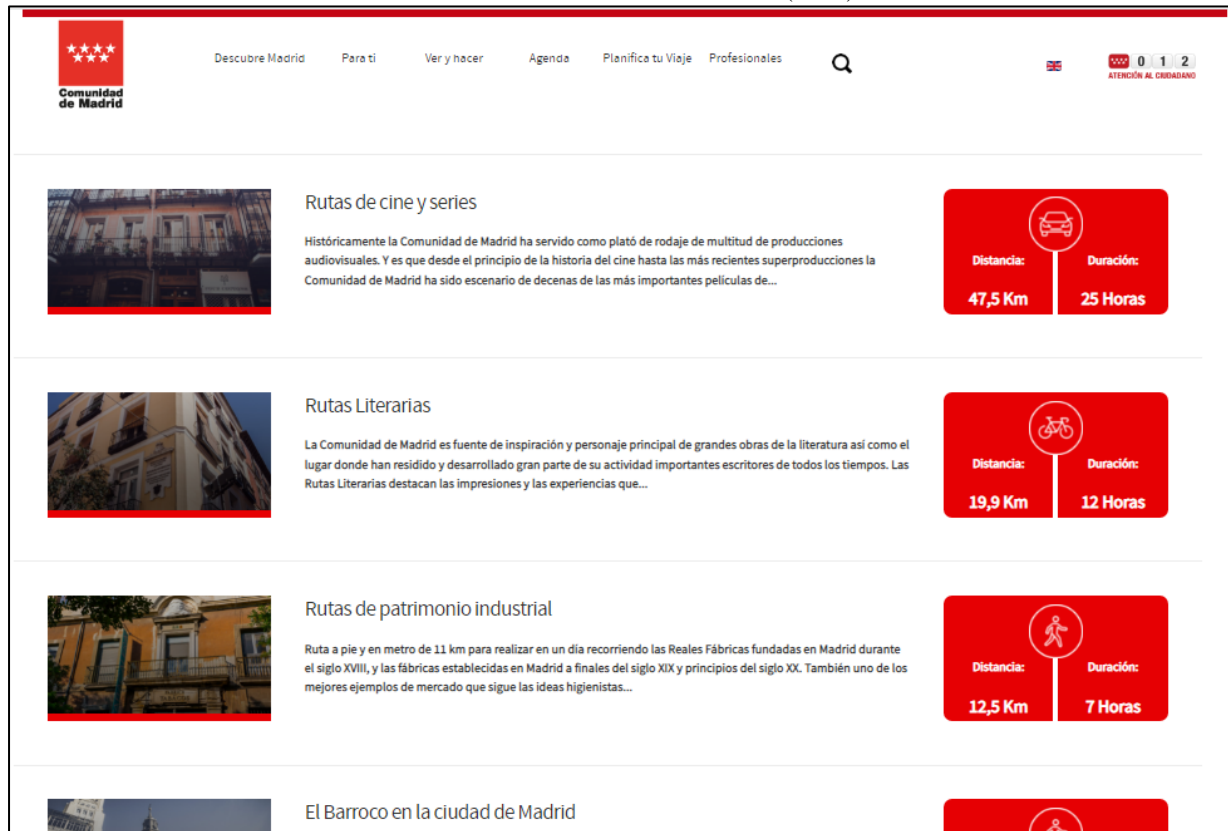 Comunidad
de Madrid
Descubre Madrid Para ti Ver y hacer Agenda Planifica tu Viaje Profesionales
0 1 2
ATENCIÓN AL CIUDADANO
Rutas de cine y series
Históricamente la Comunidad de Madrid ha servido como plató de rodaje de multitud de producciones
audiovisuales. Y es que desde el principio de la historia del cine hasta las más recientes superproducciones la
Comunidad de Madrid ha sido escenario de decenas de las más importantes películas de...
Distancia: Duración:
47,5 Km 25 Horas
Rutas Literarias
La Comunidad de Madrid es fuente de inspiración y personaje principal de grandes obras de la literatura así como el
lugar donde han residido y desarrollado gran parte de su actividad importantes escritores de todos los tiempos. Las
Rutas Literarias destacan las impresiones y las experiencias que...
Distancia: Duración:
19,9 Km 12 Horas
Rutas de patrimonio industrial
Ruta a pie y en metro de 11 km para realizar en un día recorriendo las Reales Fábricas fundadas en Madrid durante
el siglo XVIII, y las fábricas establecidas en Madrid a finales del siglo XIX y principios del siglo XX. También uno de los
mejores ejemplos de mercado que sigue las ideas higienistas...
Distancia: Duración:
12,5 Km 7 Horas
El Barroco en la ciudad de Madrid